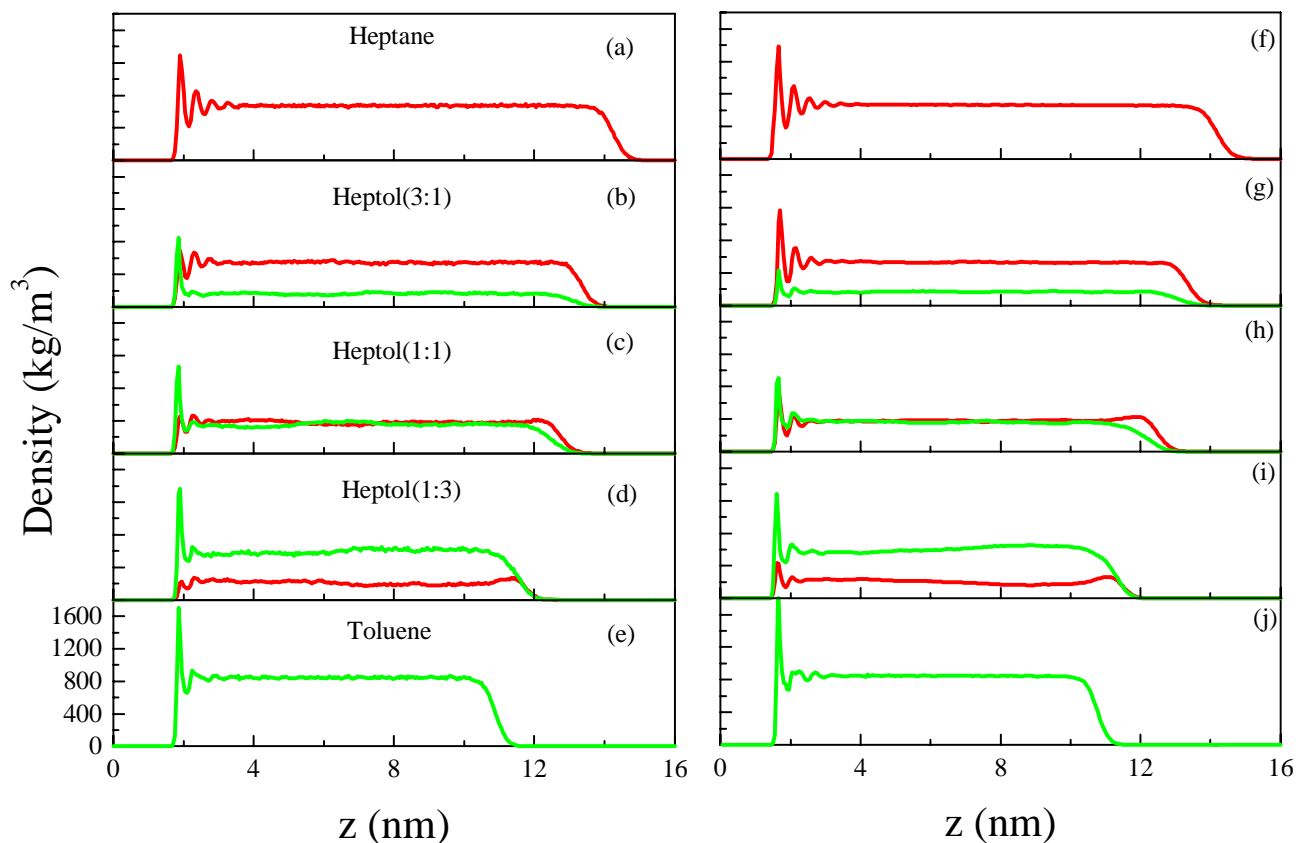 Heptane
(a)
(f)
Heptol(3:1)
(b)
(g)
Heptol(1:1)
(c)
(h)
Heptol(1:3)
(d)
(i)
Toluene
(e)
(j)
Density (kg/m³)
1600
1200
800
400
0
0 4 8 12 16
0 4 8 12 16
z (nm)
z (nm)